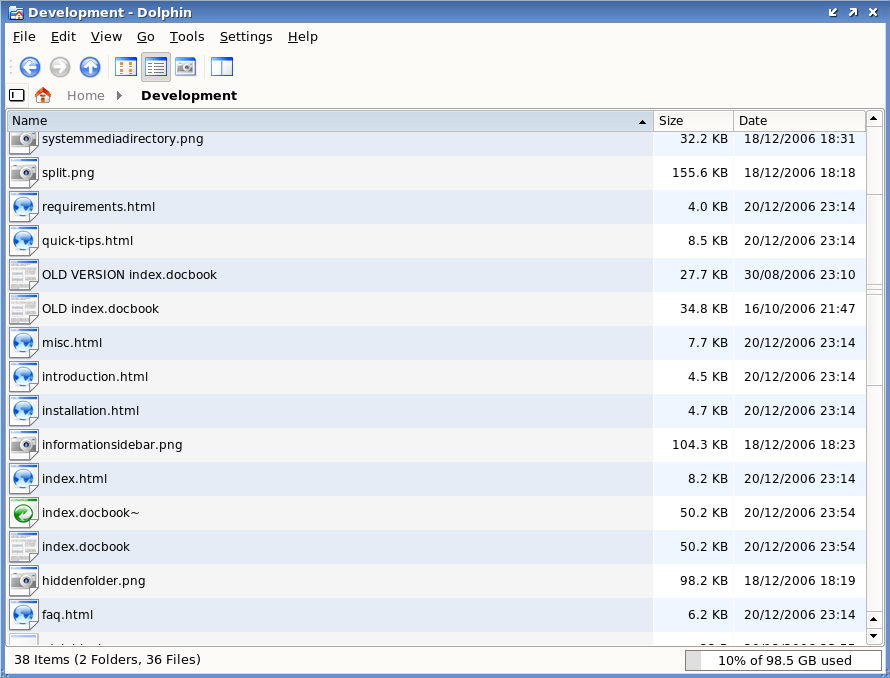 Development - Dolphin
File Edit View Go Tools Settings Help
Home Development
Name Size Date
systemmediadirectory.png 32.2 KB 18/12/2006 18:31
split.png 155.6 KB 18/12/2006 18:18
requirements.html 4.0 KB 20/12/2006 23:14
quick-tips.html 8.5 KB 20/12/2006 23:14
OLD VERSION index.docbook 27.7 KB 30/08/2006 23:10
OLD index.docbook 34.8 KB 16/10/2006 21:47
misc.html 7.7 KB 20/12/2006 23:14
introduction.html 4.5 KB 20/12/2006 23:14
installation.html 4.7 KB 20/12/2006 23:14
informationsidebar.png 104.3 KB 18/12/2006 18:23
index.html 8.2 KB 20/12/2006 23:14
index.docbook~ 50.2 KB 20/12/2006 23:54
index.docbook 50.2 KB 20/12/2006 23:54
hiddenfolder.png 98.2 KB 18/12/2006 18:19
faq.html 6.2 KB 20/12/2006 23:14
38 Items (2 Folders, 36 Files) 10% of 98.5 GB used